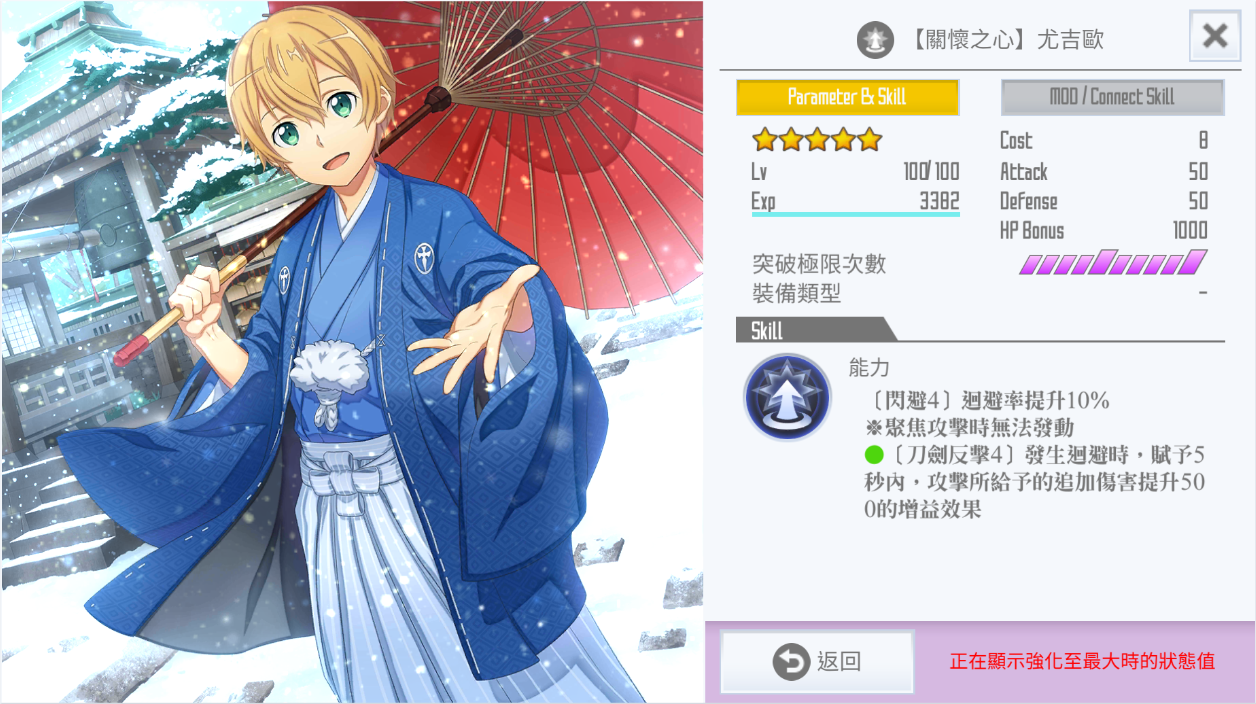 【關懷之心】尤吉歐
Parameter & Skill
MOD / Connect Skill
Lv 100/100
Exp 3382
Cost 8
Attack 50
Defense 50
HP Bonus 1000
突破極限次數
裝備類型 -
Skill
能力
〔閃避4〕迴避率提升10%
※聚焦攻擊時無法發動
〔刀劍反擊4〕發生迴避時，賦予5
秒內，攻擊所給予的追加傷害提升50
0的增益效果
返回
正在顯示強化至最大時的狀態值